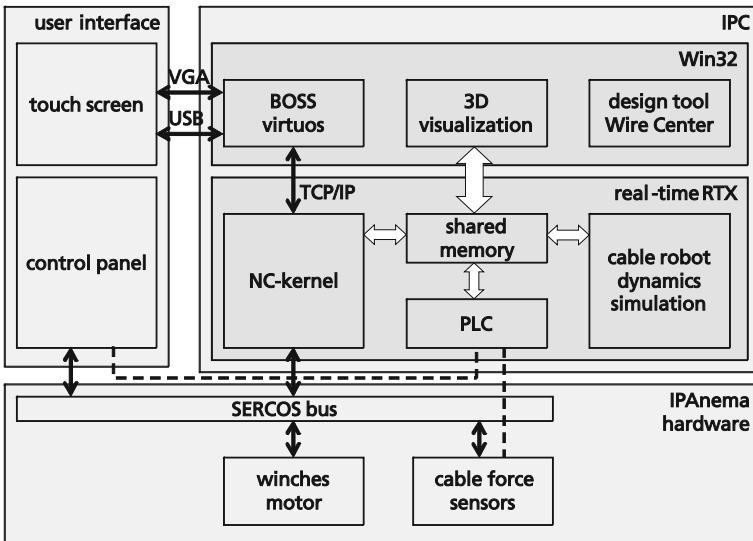 user interface
IPC
Win32
touch screen
VGA
USB
BOSS
virtuos
3D
visualization
design tool
Wire Center
TCP/IP
real-time RTX
control panel
NC-kernel
shared
memory
cable robot
dynamics
simulation
PLC
SERCOS bus
IPAnema
hardware
winches
motor
cable force
sensors